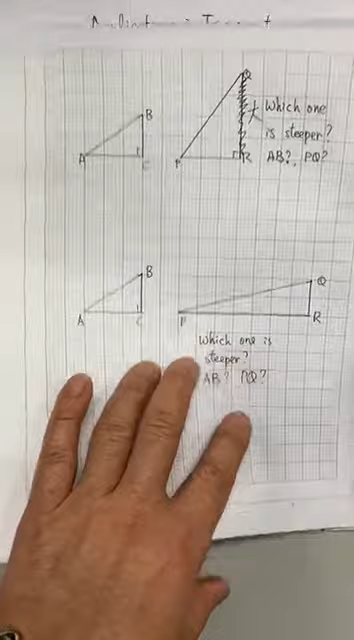 B
A
C
Q
P
R
Which one
is steeper?
AB?, PQ?
B
A
C
Q
P
R
Which one is
steeper?
AB? PQ?